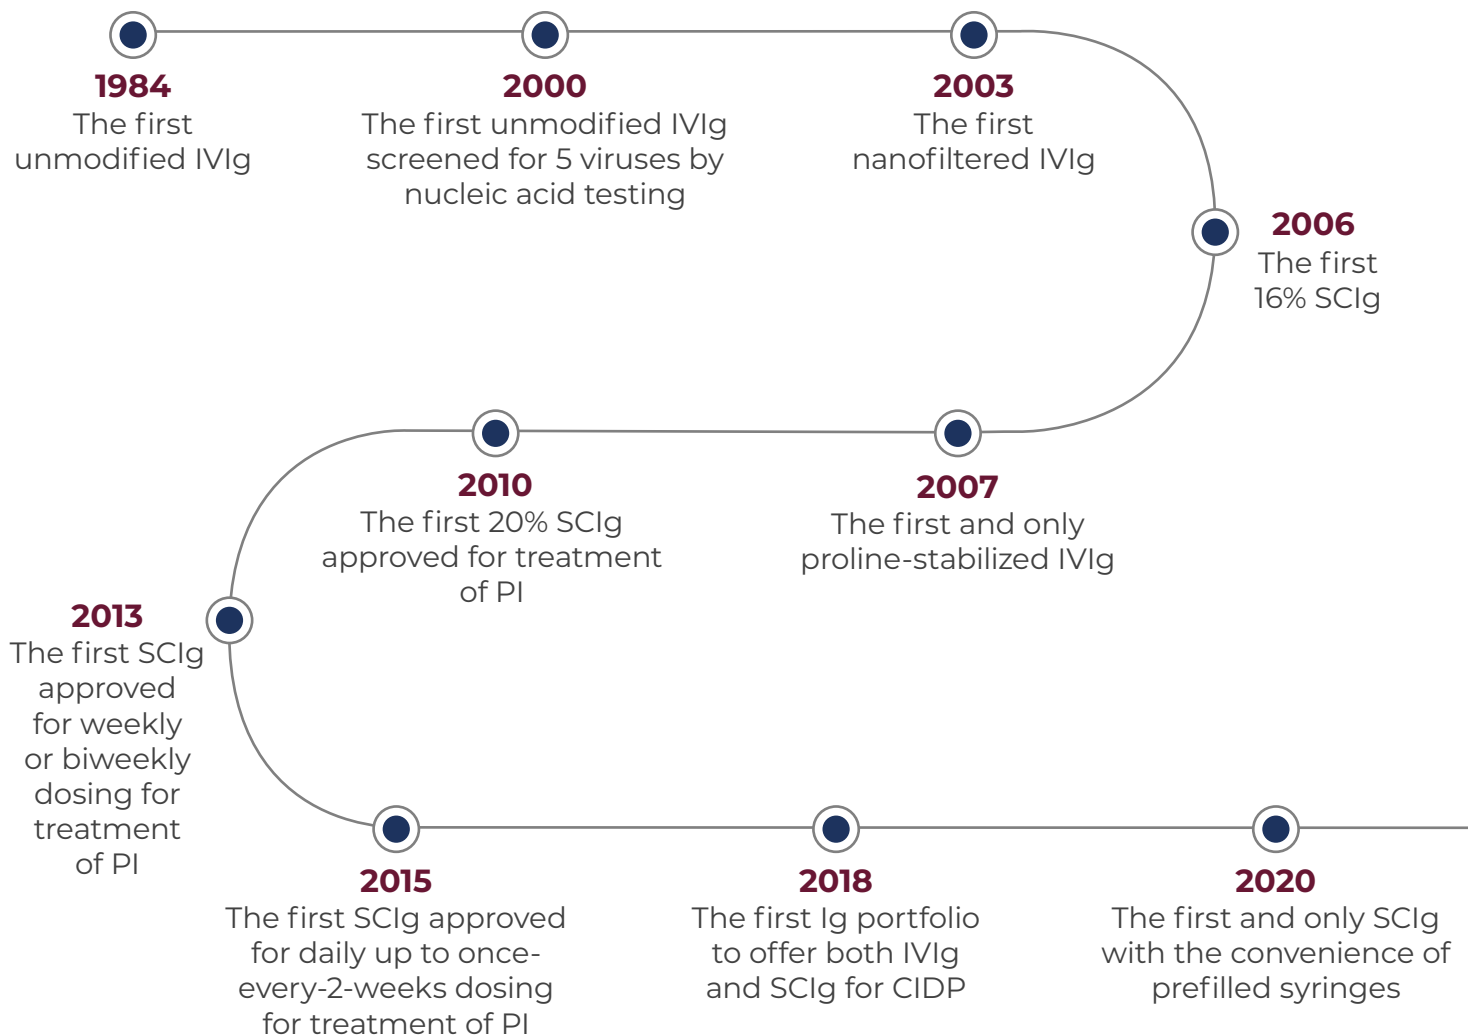 1984
The first
unmodified IVIg
2000
The first unmodified IVIg
screened for 5 viruses by
nucleic acid testing
2003
The first
nanofiltered IVIg
2006
The first
16% SCIg
2007
The first and only
proline-stabilized IVIg
2010
The first 20% SCIg
approved for treatment
of PI
2013
The first SCIg
approved
for weekly
or biweekly
dosing for
treatment
of PI
2015
The first SCIg approved
for daily up to once-
every-2-weeks dosing
for treatment of PI
2018
The first Ig portfolio
to offer both IVIg
and SCIg for CIDP
2020
The first and only SCIg
with the convenience of
prefilled syringes